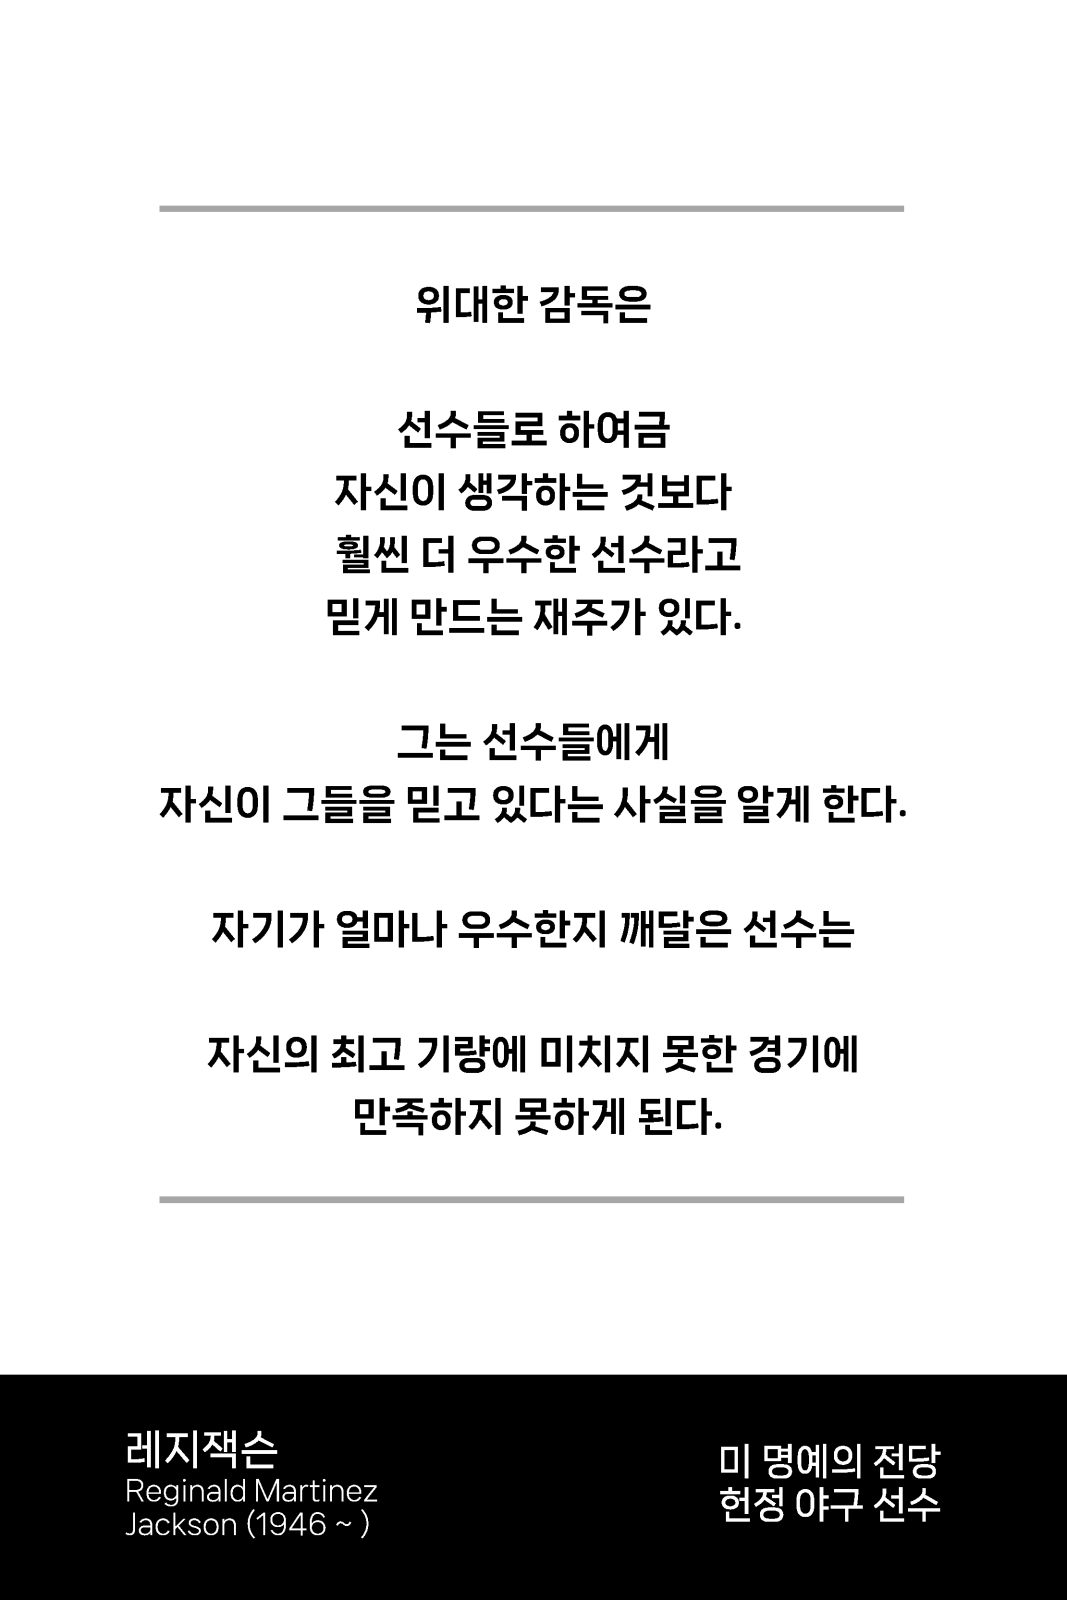 위대한 감독은
선수들로 하여금
자신이 생각하는 것보다
훨씬 더 우수한 선수라고
믿게 만드는 재주가 있다.
그는 선수들에게
자신이 그들을 믿고 있다는 사실을 알게 한다.
자기가 얼마나 우수한지 깨달은 선수는
자신의 최고 기량에 미치지 못한 경기에
만족하지 못하게 된다.
레지잭슨
Reginald Martinez
Jackson (1946 ~ )
미 명예의 전당
헌정 야구 선수